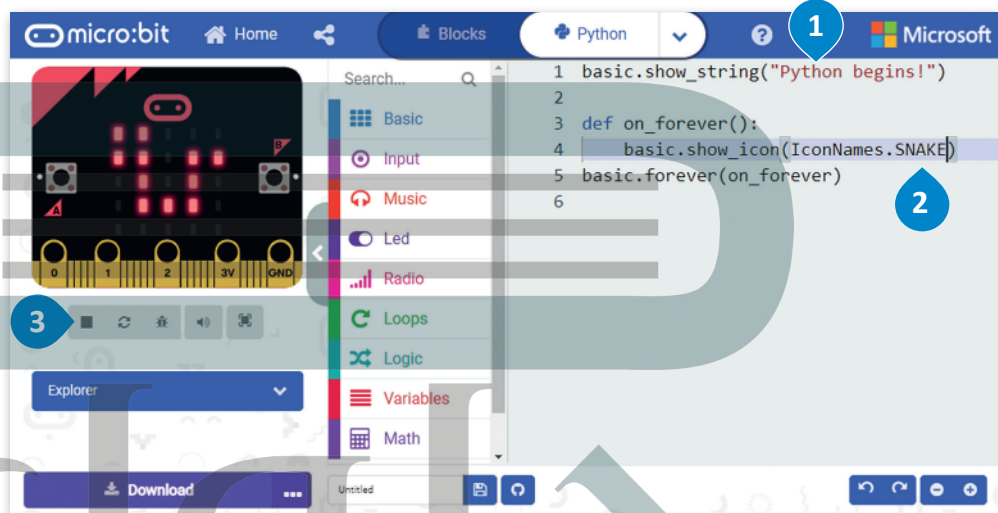 micro:bit Home Blocks Python Microsoft
1
Search...
Basic
Input
Music
Led
Radio
Loops
Logic
Variables
Math
1 basic.show_string("Python begins!")
2
3 def on_forever():
4 basic.show_icon(IconNames.SNAKE)
5 basic.forever(on_forever)
6
2
A
B
0 1 2 3V GND
3
Explorer
Download
Untitled